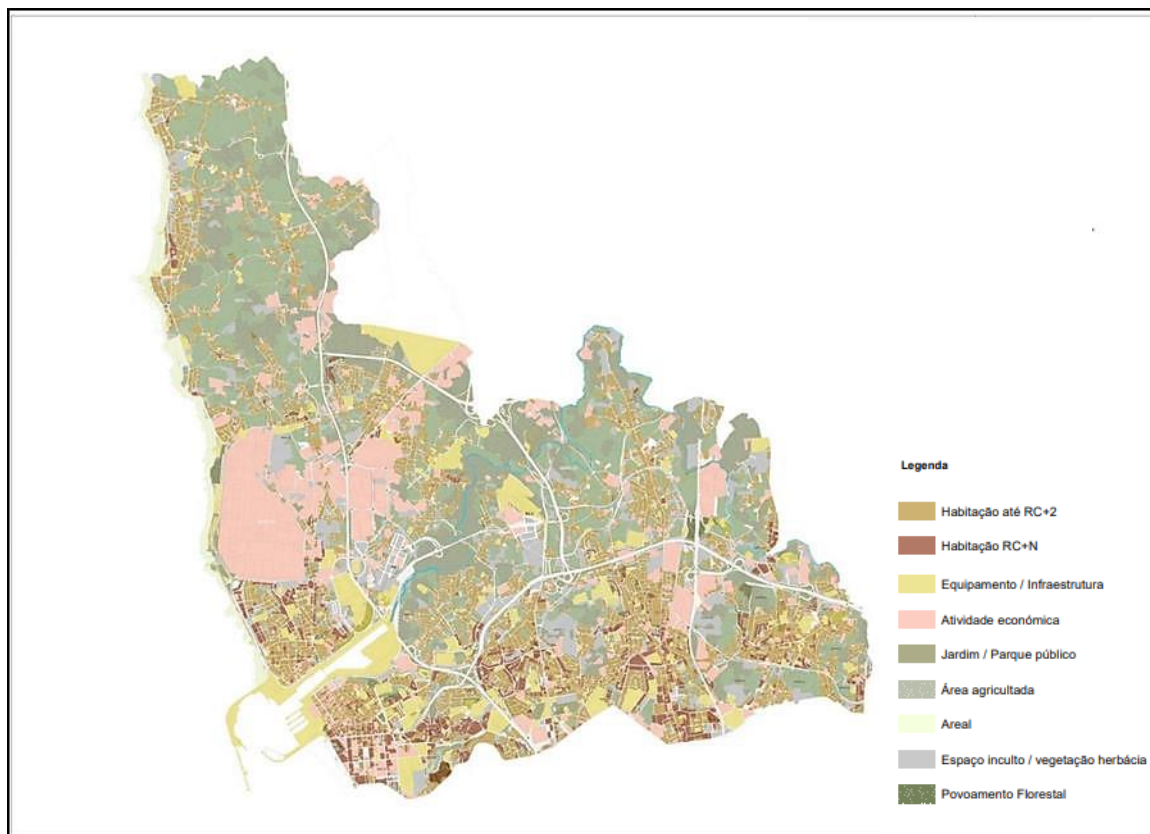 Legenda
Habitação até RC+2
Habitação RC+N
Equipamento / Infraestrutura
Atividade económica
Jardim / Parque público
Área agricultada
Areal
Espaço inculto / vegetação herbácia
Povoamento Florestal